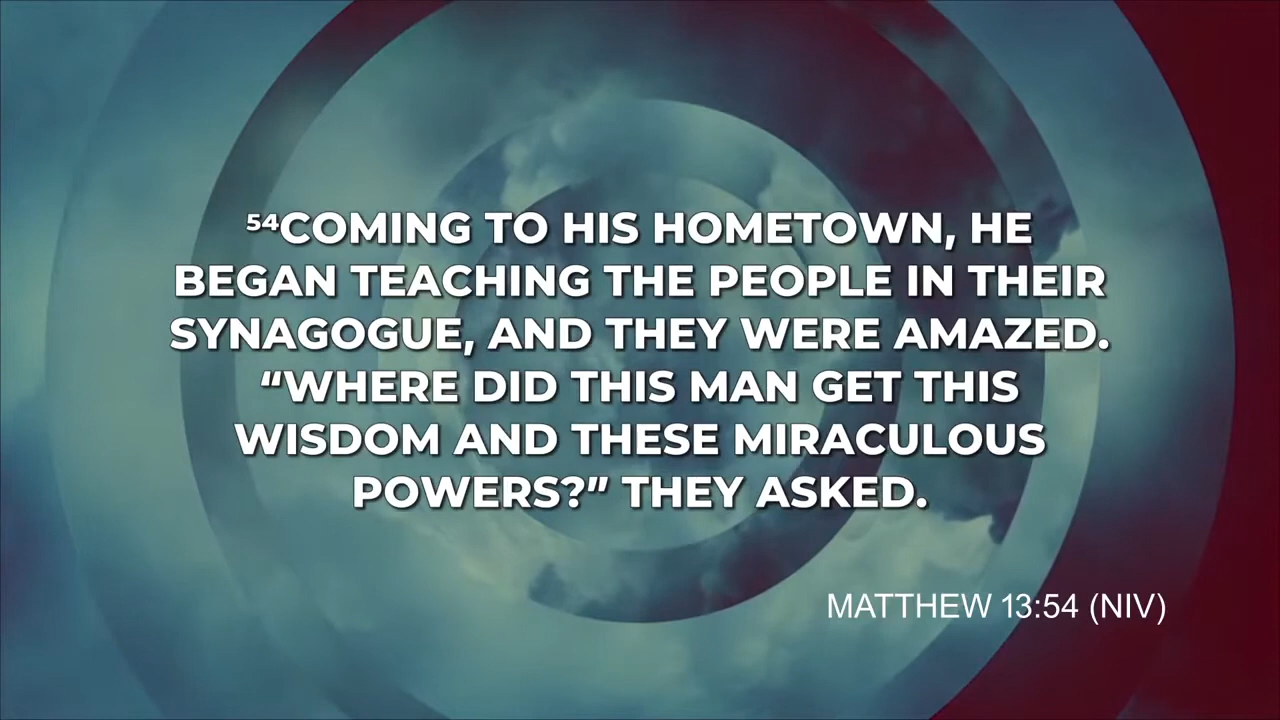 ⁵⁴COMING TO HIS HOMETOWN, HE
BEGAN TEACHING THE PEOPLE IN THEIR
SYNAGOGUE, AND THEY WERE AMAZED.
“WHERE DID THIS MAN GET THIS
WISDOM AND THESE MIRACULOUS
POWERS?” THEY ASKED.
MATTHEW 13:54 (NIV)